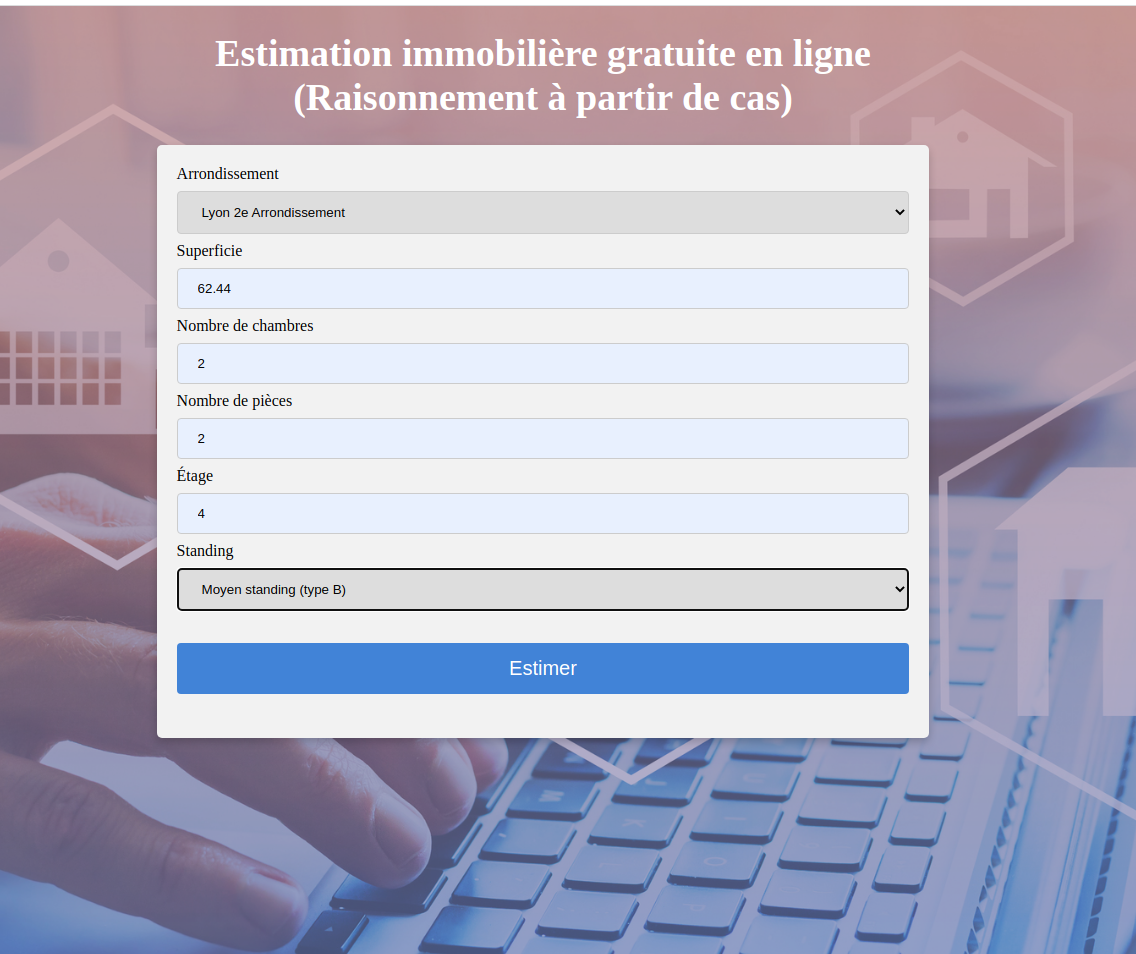 Estimation immobilière gratuite en ligne
(Raisonnement à partir de cas)
Arrondissement
Lyon 2e Arrondissement
Superficie
62.44
Nombre de chambres
2
Nombre de pièces
2
Étage
4
Standing
Moyen standing (type B)
Estimer